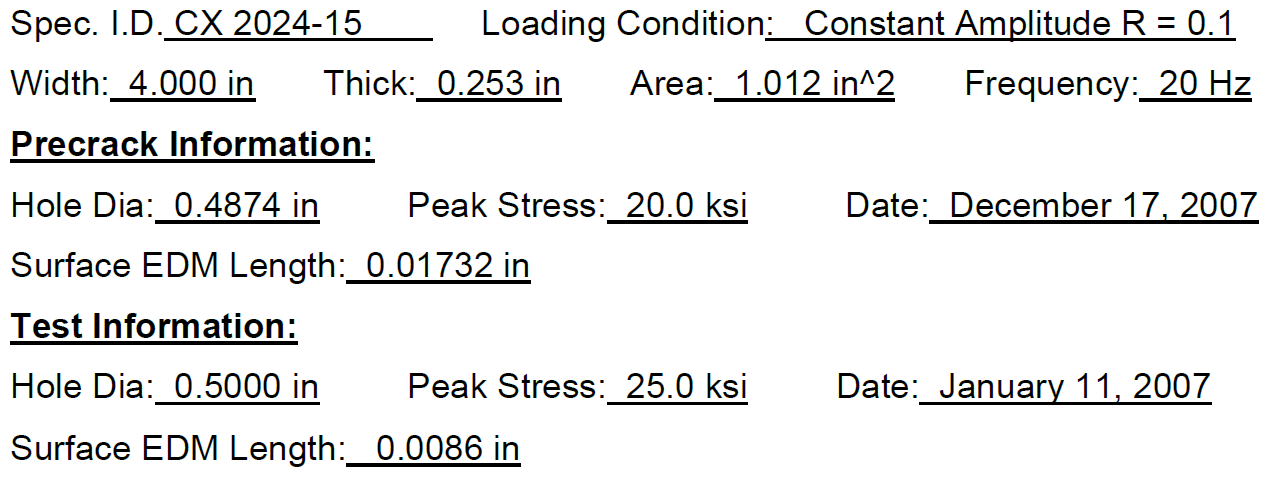 Spec. I.D. CX 2024-15 Loading Condition: Constant Amplitude R = 0.1
Width: 4.000 in Thick: 0.253 in Area: 1.012 in^2 Frequency: 20 Hz
Precrack Information:
Hole Dia: 0.4874 in Peak Stress: 20.0 ksi Date: December 17, 2007
Surface EDM Length: 0.01732 in
Test Information:
Hole Dia: 0.5000 in Peak Stress: 25.0 ksi Date: January 11, 2007
Surface EDM Length: 0.0086 in